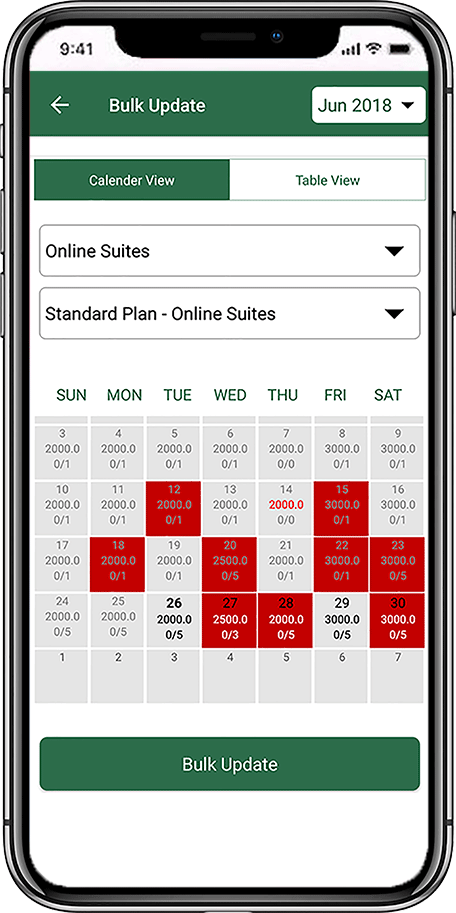 9:41
Bulk Update
Jun 2018
Calender View
Table View
Online Suites
Standard Plan - Online Suites
SUN MON TUE WED THU FRI SAT
3 4 5 6 7 8 9
2000.0 2000.0 2000.0 2000.0 2000.0 3000.0 3000.0
0/1 0/1 0/1 0/1 0/0 0/1 0/1
10 11 12 13 14 15 16
2000.0 2000.0 2000.0 2000.0 2000.0 3000.0 3000.0
0/1 0/1 0/1 0/1 0/0 0/1 0/1
17 18 19 20 21 22 23
2000.0 2000.0 2000.0 2500.0 2000.0 3000.0 3000.0
0/1 0/1 0/1 0/5 0/1 0/1 0/5
24 25 26 27 28 29 30
2000.0 2000.0 2000.0 2500.0 2000.0 3000.0 3000.0
0/5 0/5 0/5 0/3 0/5 0/5 0/5
1 2 3 4 5 6 7
Bulk Update